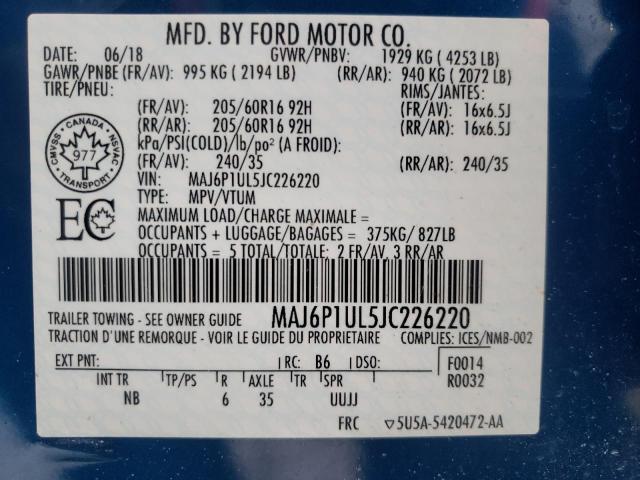 MFD. BY FORD MOTOR CO.
DATE: 06/18 GVWR/PNBV: 1929 KG ( 4253 LB)
GAWR/PNBE (FR/AV): 995 KG ( 2194 LB) (RR/AR): 940 KG ( 2072 LB)
TIRE/PNEU: RIMS/JANTES:
(FR/AV): 205/60R16 92H (FR/AV): 16x6.5J
(RR/AR): 205/60R16 92H (RR/AR): 16x6.5J
kPa/PSI(COLD)/lb/po² (A FROID):
(FR/AV): 240/35 (RR/AR): 240/35
VIN: MAJ6P1UL5JC226220
TYPE: MPV/VTUM
CMVSS • CANADA • NSVAC
977
TRANSPORT
EC
MAXIMUM LOAD/CHARGE MAXIMALE =
OCCUPANTS + LUGGAGE/BAGAGES = 375KG/ 827LB
OCCUPANTS = 5 TOTAL/TOTALE: 2 FR/AV, 3 RR/AR
TRAILER TOWING - SEE OWNER GUIDE MAJ6P1UL5JC226220
TRACTION D'UNE REMORQUE - VOIR LE GUIDE DU PROPRIETAIRE COMPLIES: ICES/NMB-002
EXT PNT: RC: B6 DSO: F0014
R0032
INT TR TP/PS R AXLE TR SPR
NB 6 35 UUJJ
FRC ▽5U5A-5420472-AA